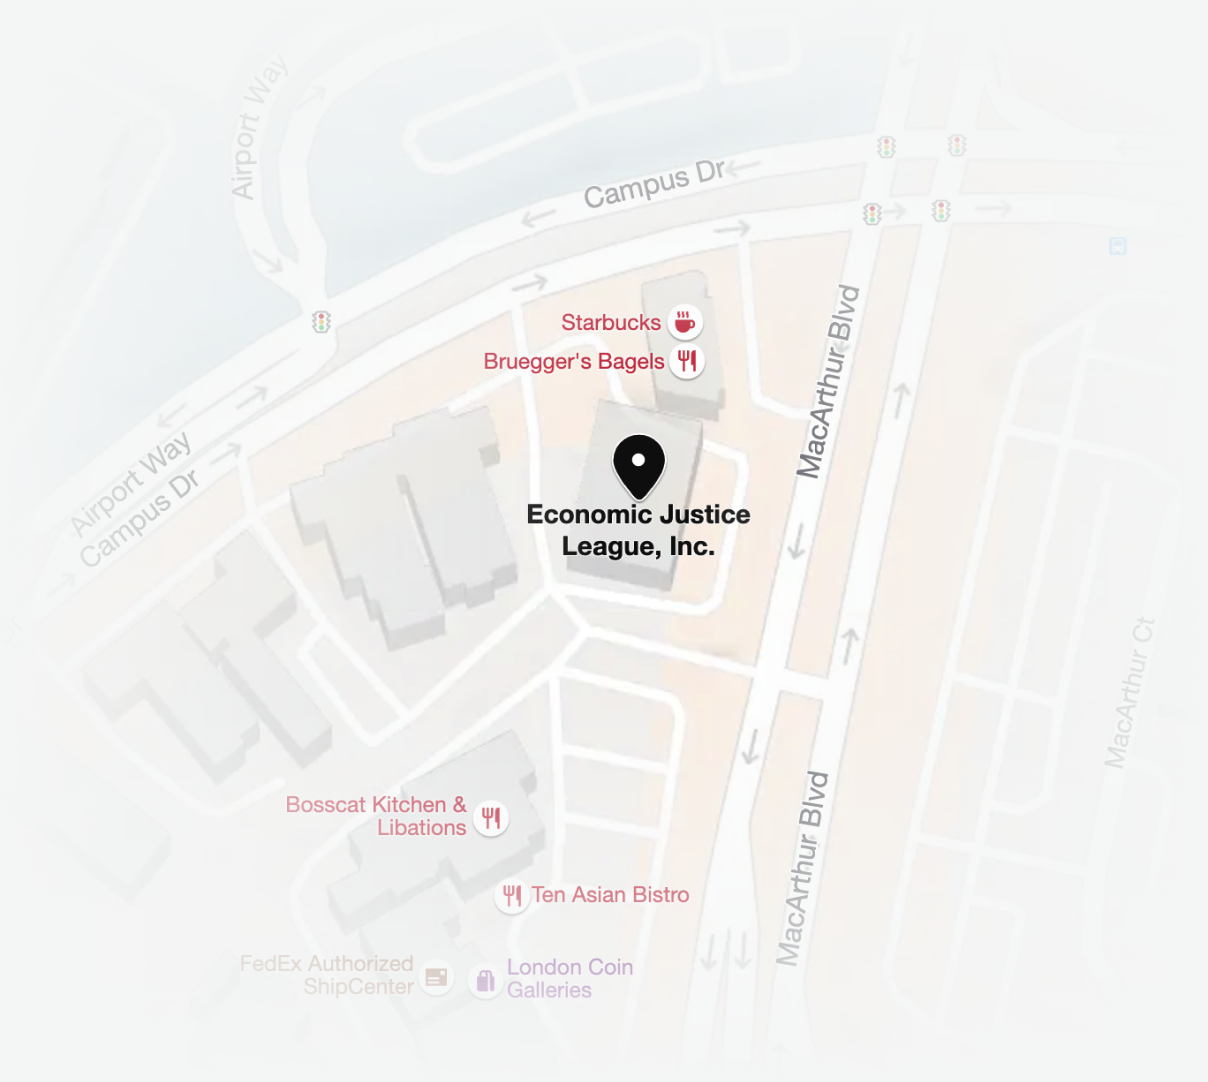 Airport Way
Campus Dr
Starbucks
Bruegger's Bagels
MacArthur Blvd
Airport Way
Campus Dr
Economic Justice
League, Inc.
MacArthur Ct
Bosscat Kitchen &
Libations
MacArthur Blvd
Ten Asian Bistro
FedEx Authorized
ShipCenter
London Coin
Galleries